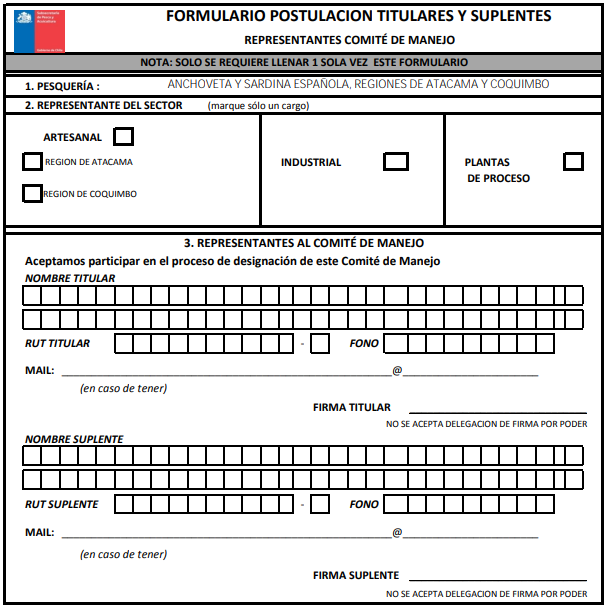 FORMULARIO POSTULACION TITULARES Y SUPLENTES
REPRESENTANTES COMITÉ DE MANEJO
NOTA: SOLO SE REQUIERE LLENAR 1 SOLA VEZ ESTE FORMULARIO
1. PESQUERÍA : ANCHOVETA Y SARDINA ESPAÑOLA, REGIONES DE ATACAMA Y COQUIMBO
2. REPRESENTANTE DEL SECTOR (marque sólo un cargo)
ARTESANAL
REGION DE ATACAMA
REGION DE COQUIMBO
INDUSTRIAL
PLANTAS
DE PROCESO
3. REPRESENTANTES AL COMITÉ DE MANEJO
Aceptamos participar en el proceso de designación de este Comité de Manejo
NOMBRE TITULAR
RUT TITULAR - FONO
MAIL: @
(en caso de tener)
FIRMA TITULAR
NO SE ACEPTA DELEGACION DE FIRMA POR PODER
NOMBRE SUPLENTE
RUT SUPLENTE - FONO
MAIL: @
(en caso de tener)
FIRMA SUPLENTE
NO SE ACEPTA DELEGACION DE FIRMA POR PODER